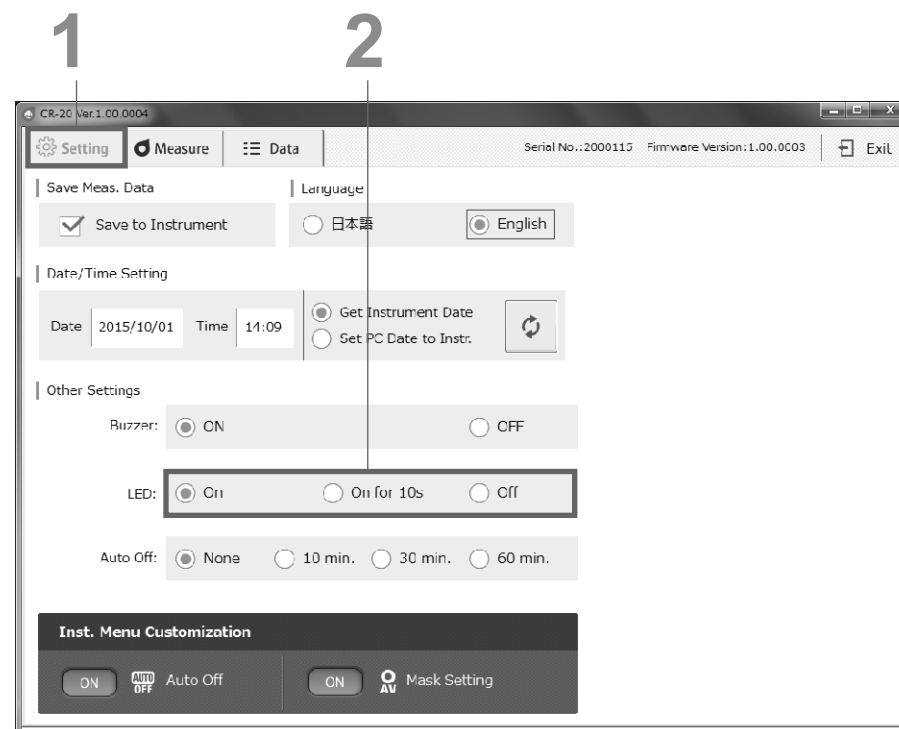 1 2
CR-20 Ver.1.00.0004
Setting Measure Data Serial No.:2000115 Firmware Version:1.00.0003 Exit
Save Meas. Data Language
Save to Instrument 日本語 English
Date/Time Setting
Date 2015/10/01 Time 14:09 Get Instrument Date
Set PC Date to Instr.
Other Settings
Buzzer: ON OFF
LED: On On for 10s Off
Auto Off: None 10 min. 30 min. 60 min.
Inst. Menu Customization
ON AUTO OFF Auto Off ON AV Mask Setting